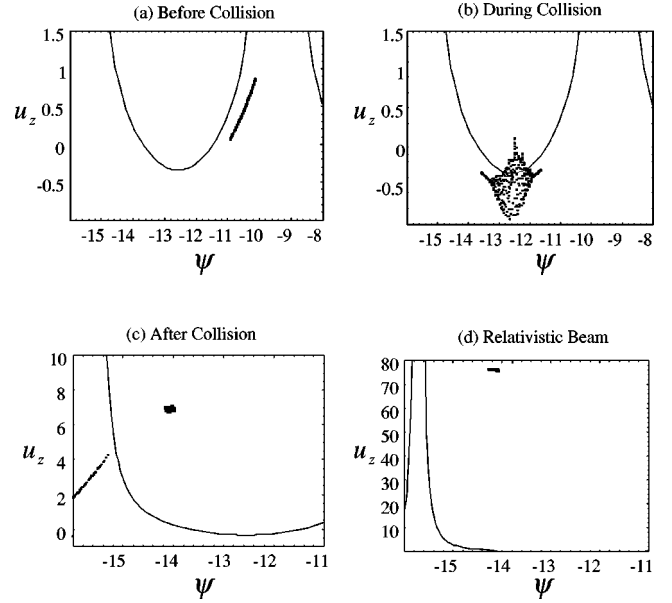 (a) Before Collision
1.5
1
u_z 0.5
0
-0.5
-15 -14 -13 -12 -11 -10 -9 -8
ψ
(b) During Collision
1.5
1
u_z 0.5
0
-0.5
-15 -14 -13 -12 -11 -10 -9 -8
ψ
(c) After Collision
10
8
6
u_z 4
2
0
-15 -14 -13 -12 -11
ψ
(d) Relativistic Beam
80
70
60
50
u_z 40
30
20
10
-15 -14 -13 -12 -11
ψ